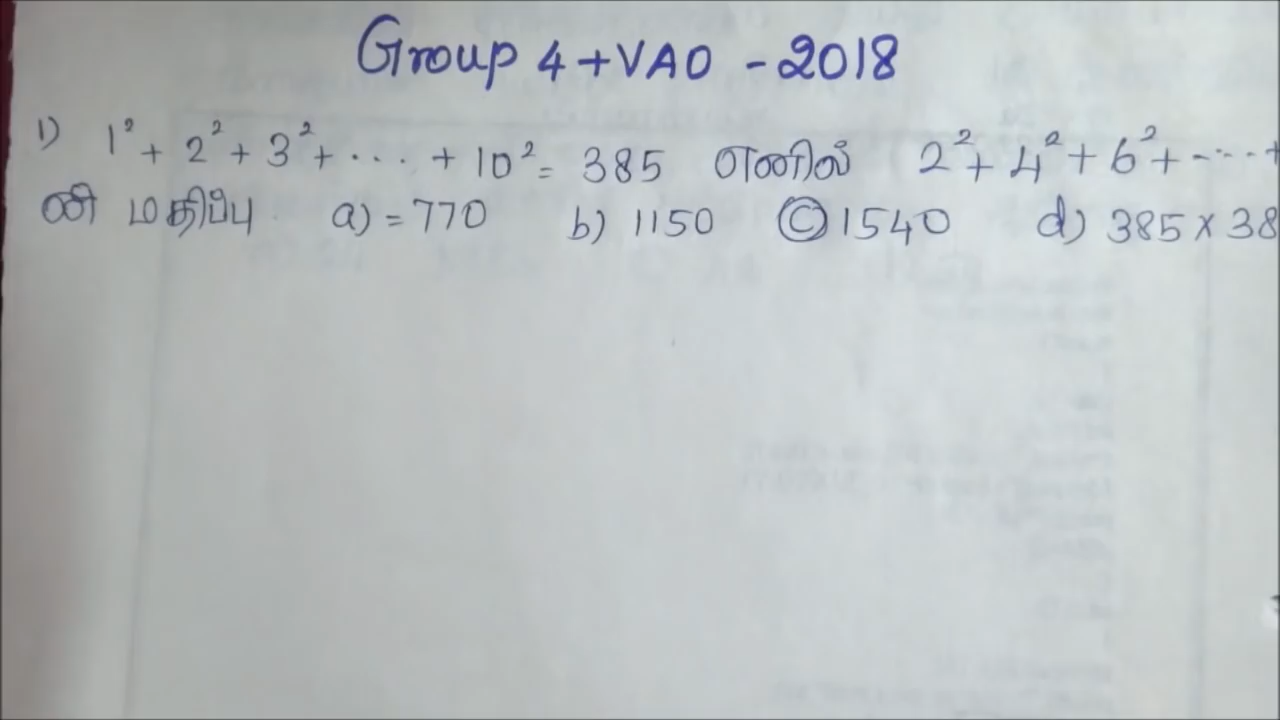 Group 4 + VAO - 2018
1) 1² + 2² + 3² + ... + 10² = 385 எனில் 2² + 4² + 6² + ---- +
ன் மதிப்பு a) = 770 b) 1150 © 1540 d) 385 x 38